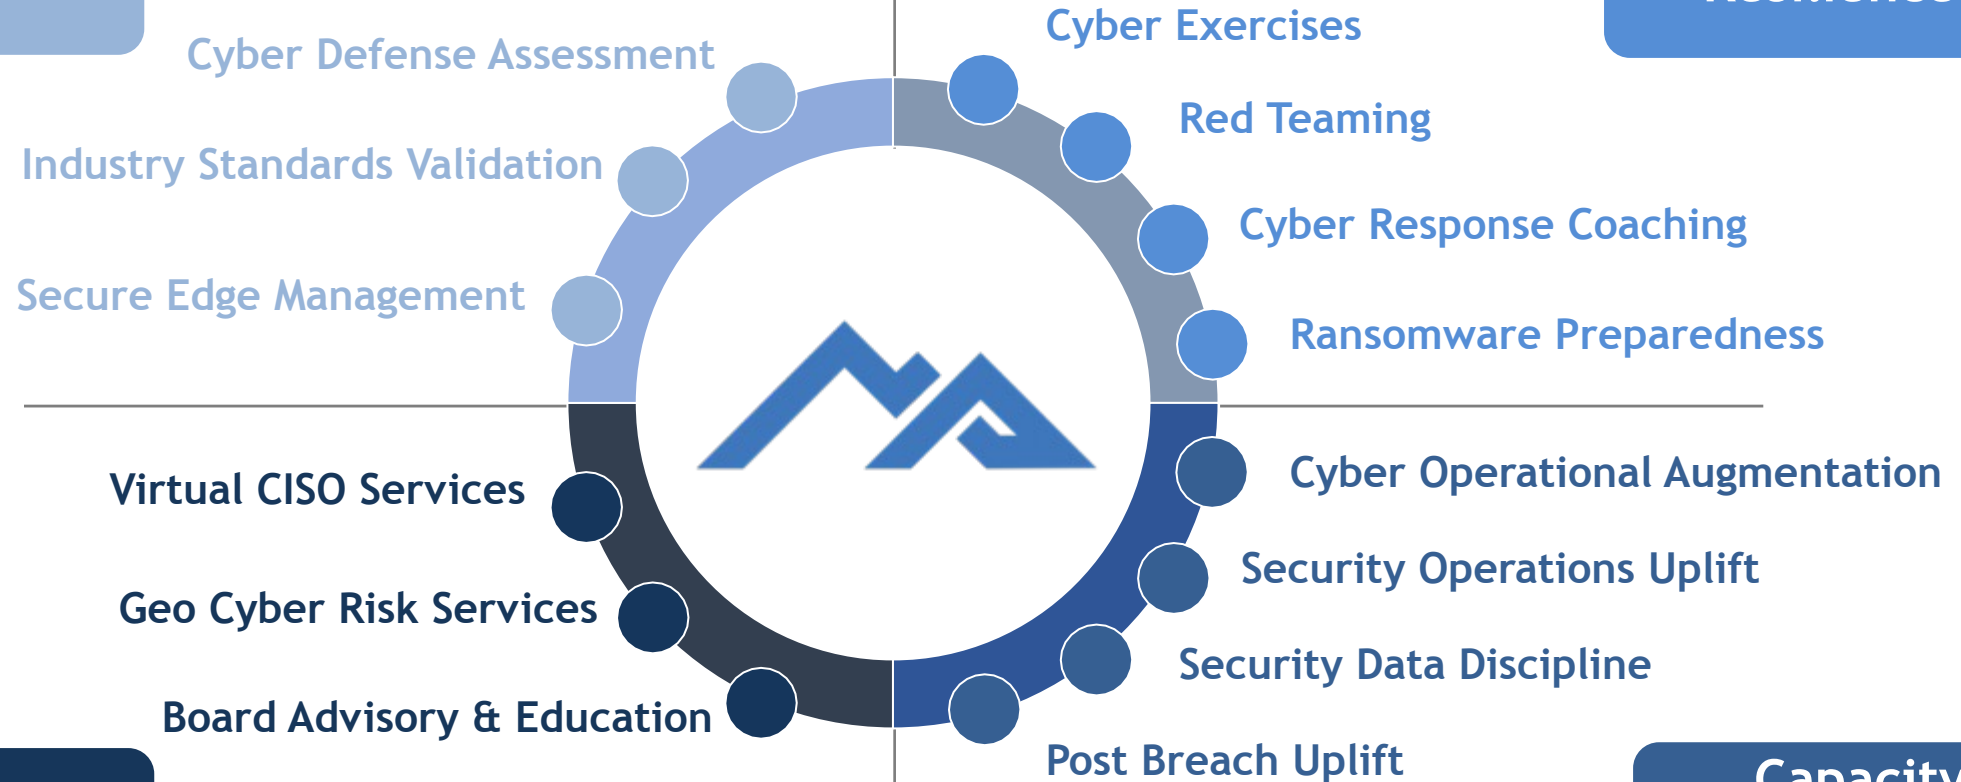 Cyber Exercises
Cyber Defense Assessment
Red Teaming
Industry Standards Validation
Cyber Response Coaching
Secure Edge Management
Ransomware Preparedness
Virtual CISO Services
Cyber Operational Augmentation
Security Operations Uplift
Geo Cyber Risk Services
Security Data Discipline
Board Advisory & Education
Post Breach Uplift
Capacity